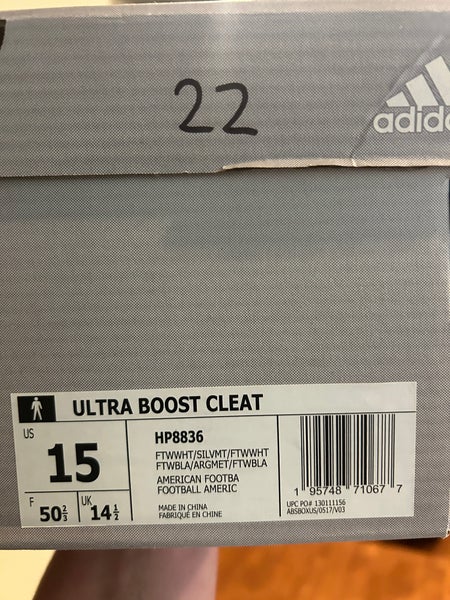 22
adidas
ULTRA BOOST CLEAT
US
15
F
50⅔
UK
14½
HP8836
FTWWHT/SILVMT/FTWWHT
FTWBLA/ARGMET/FTWBLA
AMERICAN FOOTBA
FOOTBALL AMERIC
MADE IN CHINA
FABRIQUÉ EN CHINE
1 95748 71067 7
UPC PO# 130111156
ABSBOXUS/0517/V03